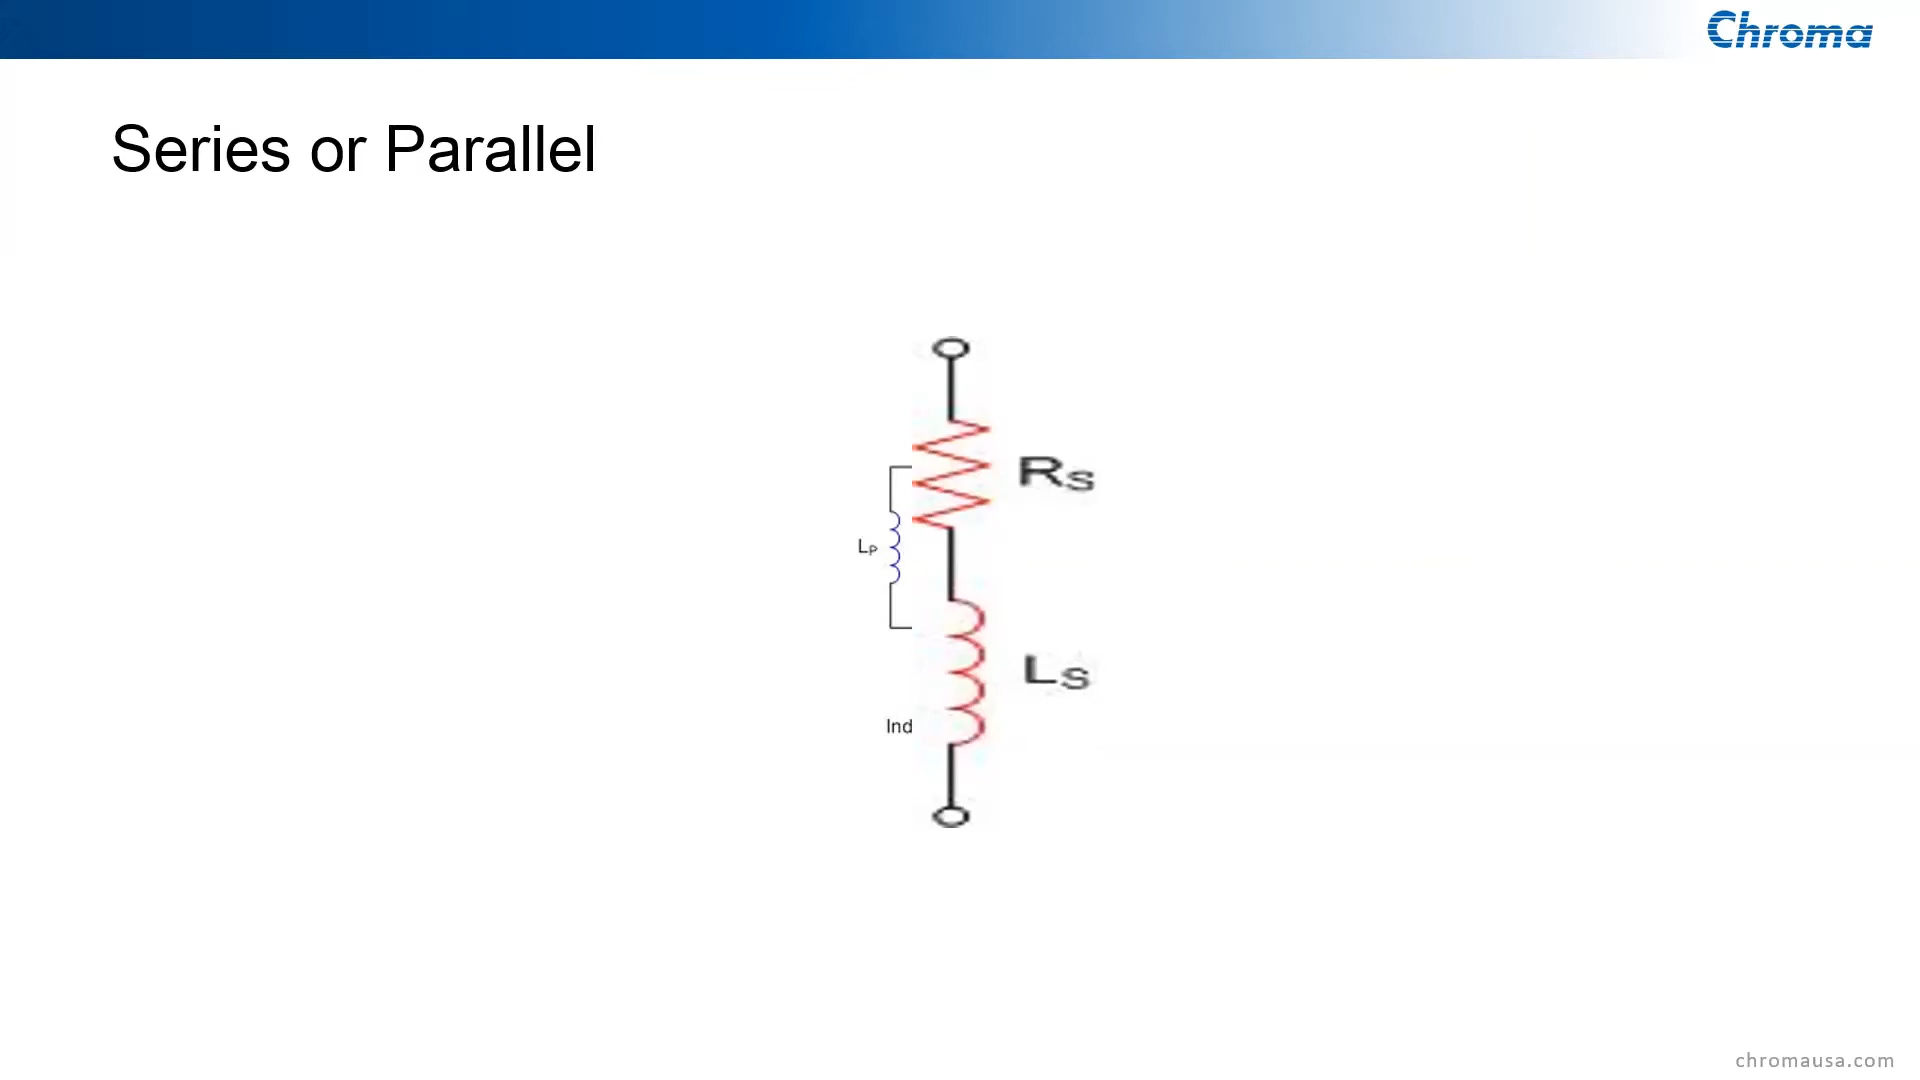 Chroma
Series or Parallel
RS
LP
LS
Ind
chromausa.com